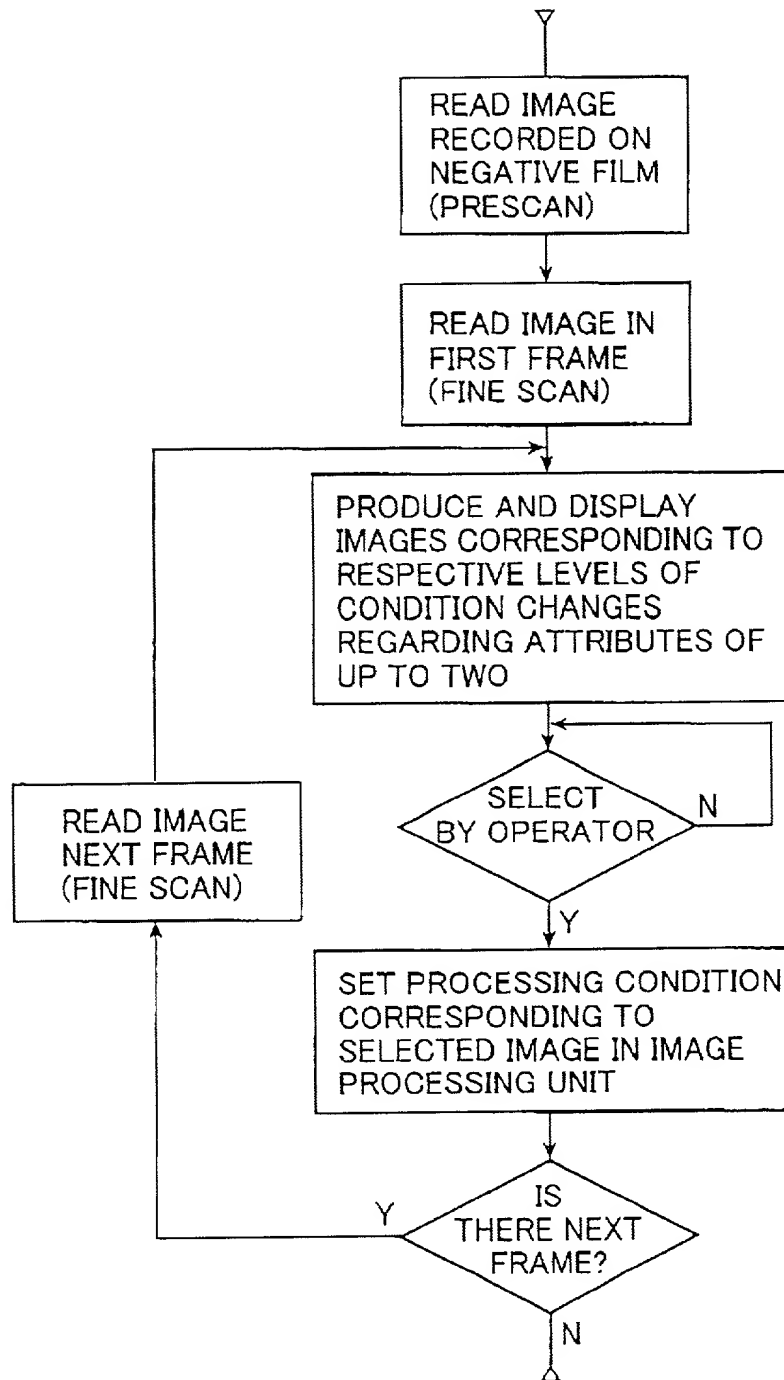 READ IMAGE
RECORDED ON
NEGATIVE FILM
(PRESCAN)
READ IMAGE IN
FIRST FRAME
(FINE SCAN)
PRODUCE AND DISPLAY
IMAGES CORRESPONDING TO
RESPECTIVE LEVELS OF
CONDITION CHANGES
REGARDING ATTRIBUTES OF
UP TO TWO
SELECT
BY OPERATOR
N
Y
READ IMAGE
NEXT FRAME
(FINE SCAN)
SET PROCESSING CONDITION
CORRESPONDING TO
SELECTED IMAGE IN IMAGE
PROCESSING UNIT
IS
THERE NEXT
FRAME?
Y
N